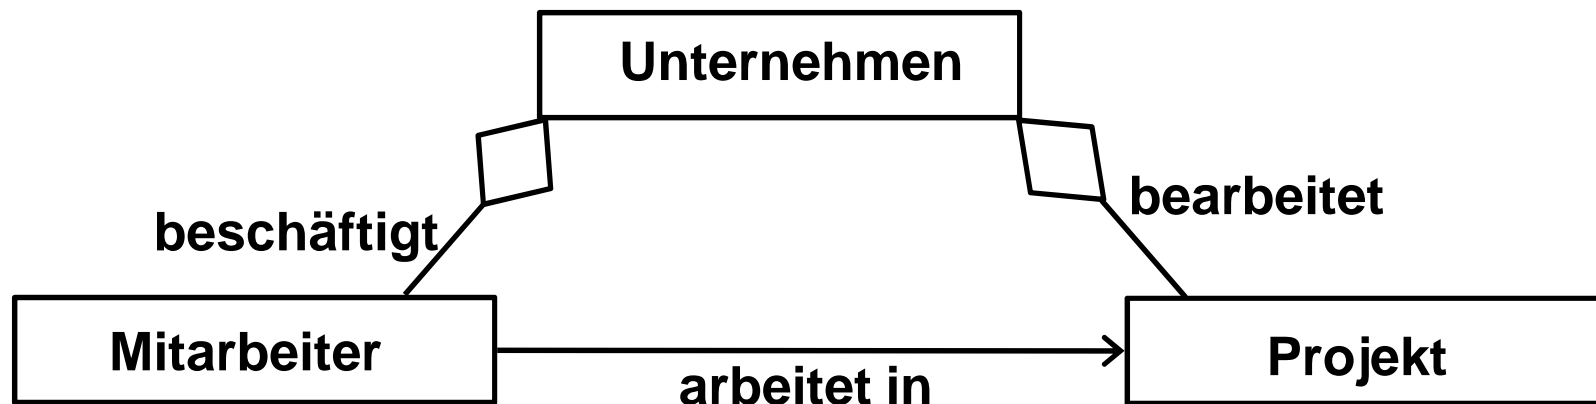 Unternehmen
beschäftigt
bearbeitet
Mitarbeiter
arbeitet in
Projekt